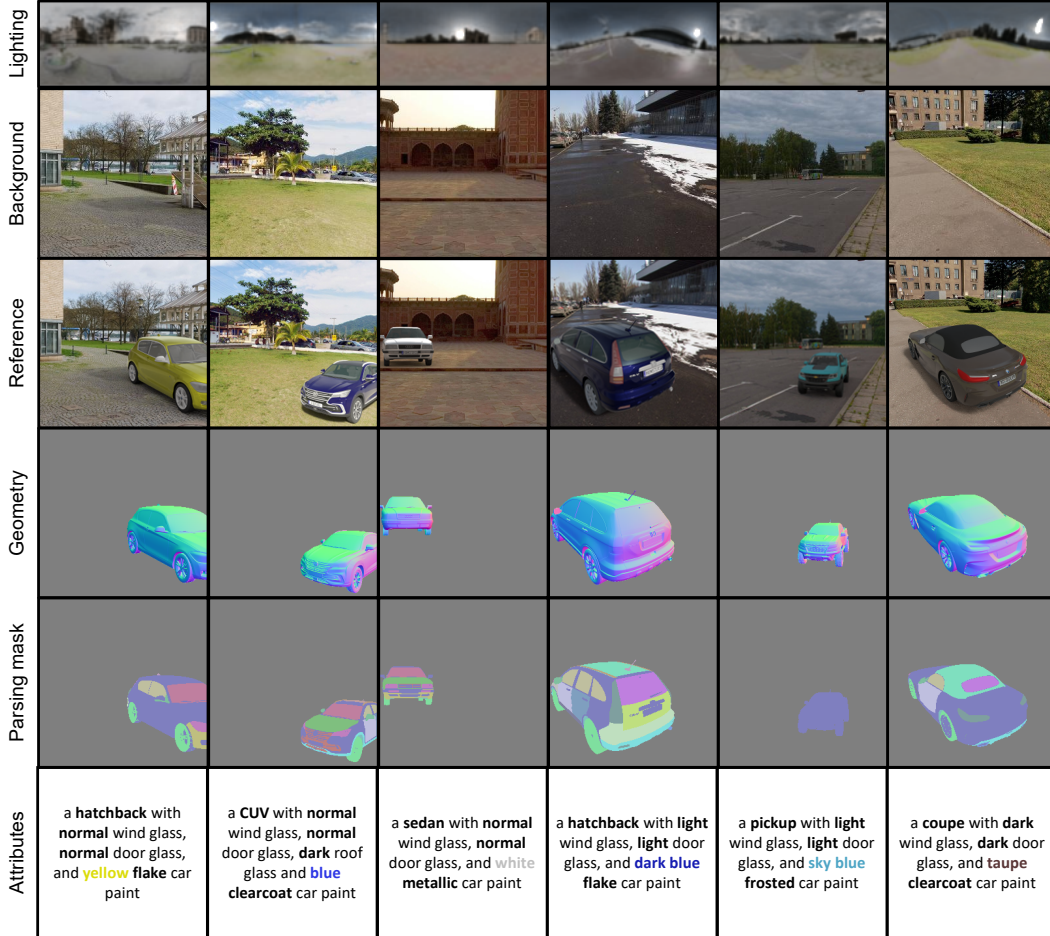 Lighting
Background
Reference
Geometry
Parsing mask
Attributes
a hatchback with
normal wind glass,
normal door glass,
and yellow flake car
paint
a CUV with normal
wind glass, normal
door glass, dark roof
glass and blue
clearcoat car paint
a sedan with normal
wind glass, normal
door glass, and white
metallic car paint
a hatchback with light
wind glass, light door
glass, and dark blue
flake car paint
a pickup with light
wind glass, light door
glass, and sky blue
frosted car paint
a coupe with dark
wind glass, dark door
glass, and taupe
clearcoat car paint